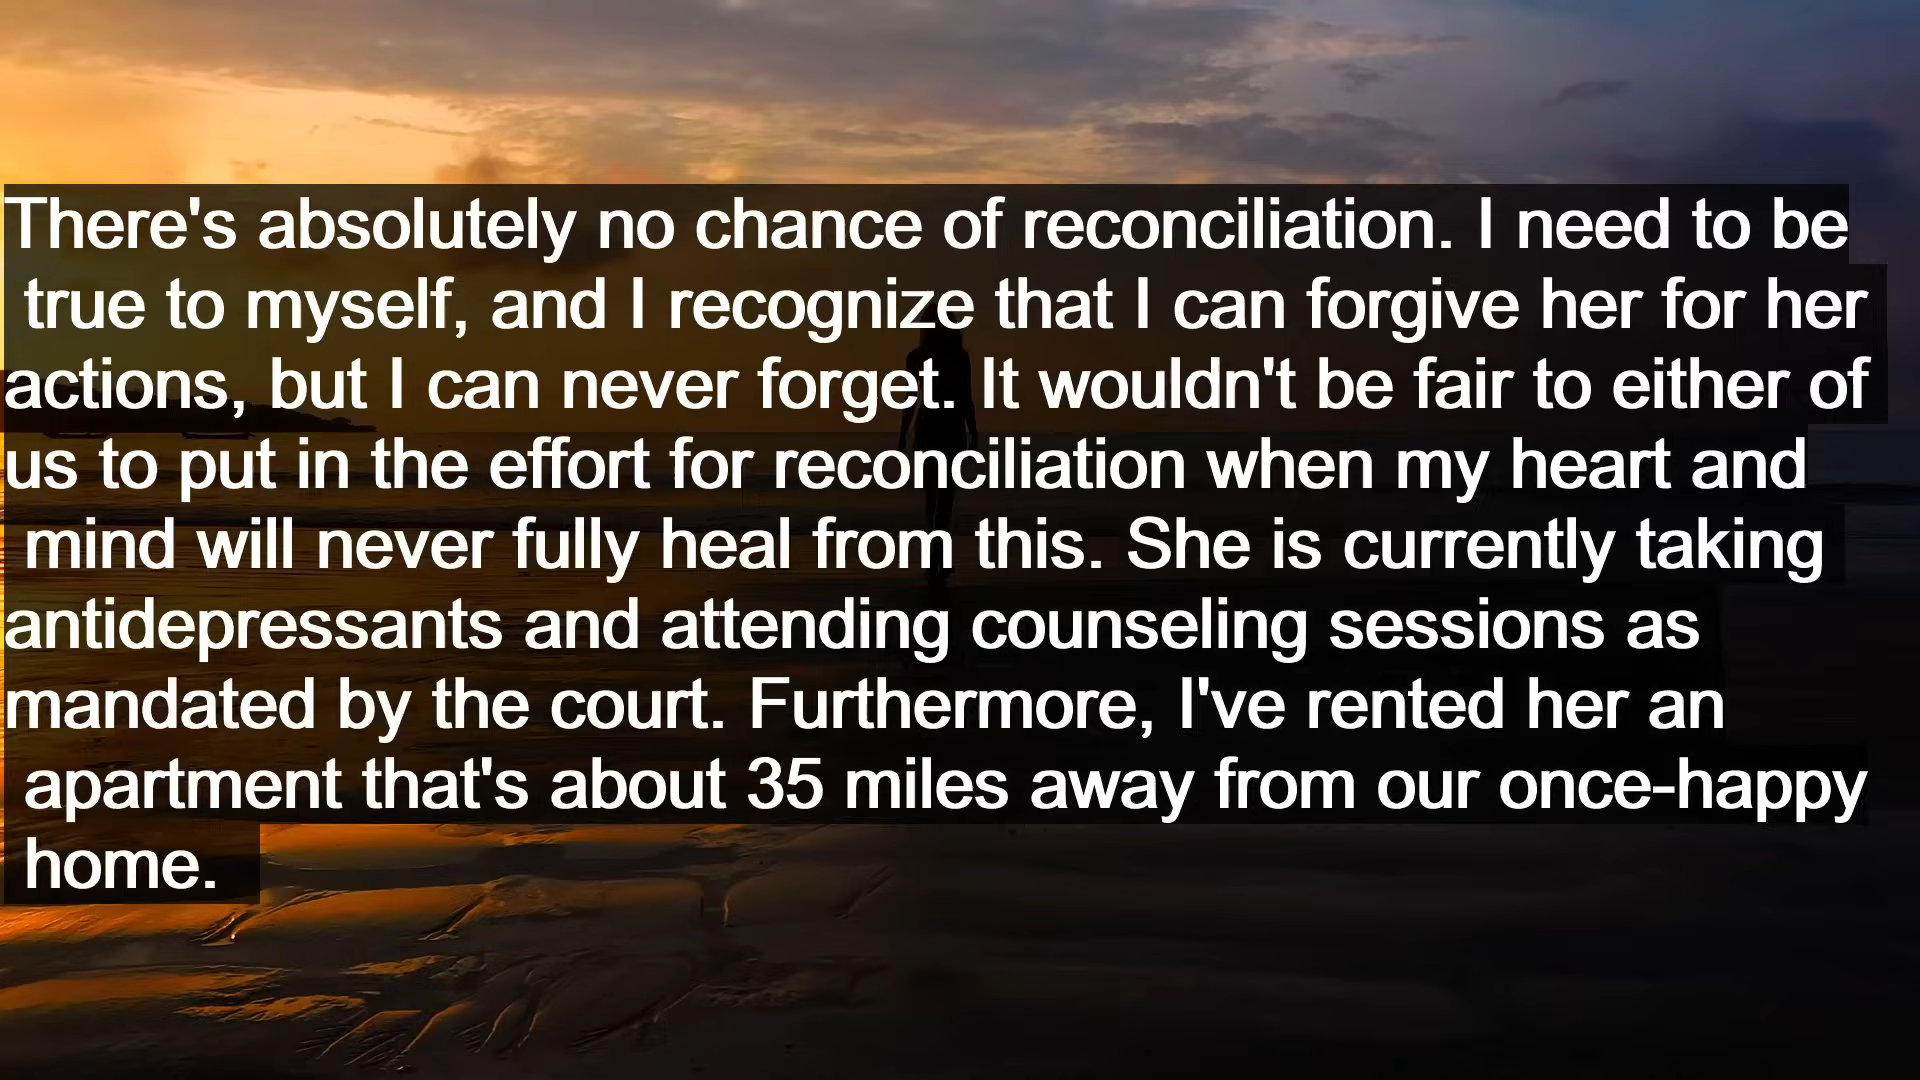 There's absolutely no chance of reconciliation. I need to be
true to myself, and I recognize that I can forgive her for her
actions, but I can never forget. It wouldn't be fair to either of
us to put in the effort for reconciliation when my heart and
mind will never fully heal from this. She is currently taking
antidepressants and attending counseling sessions as
mandated by the court. Furthermore, I've rented her an
apartment that's about 35 miles away from our once-happy
home.